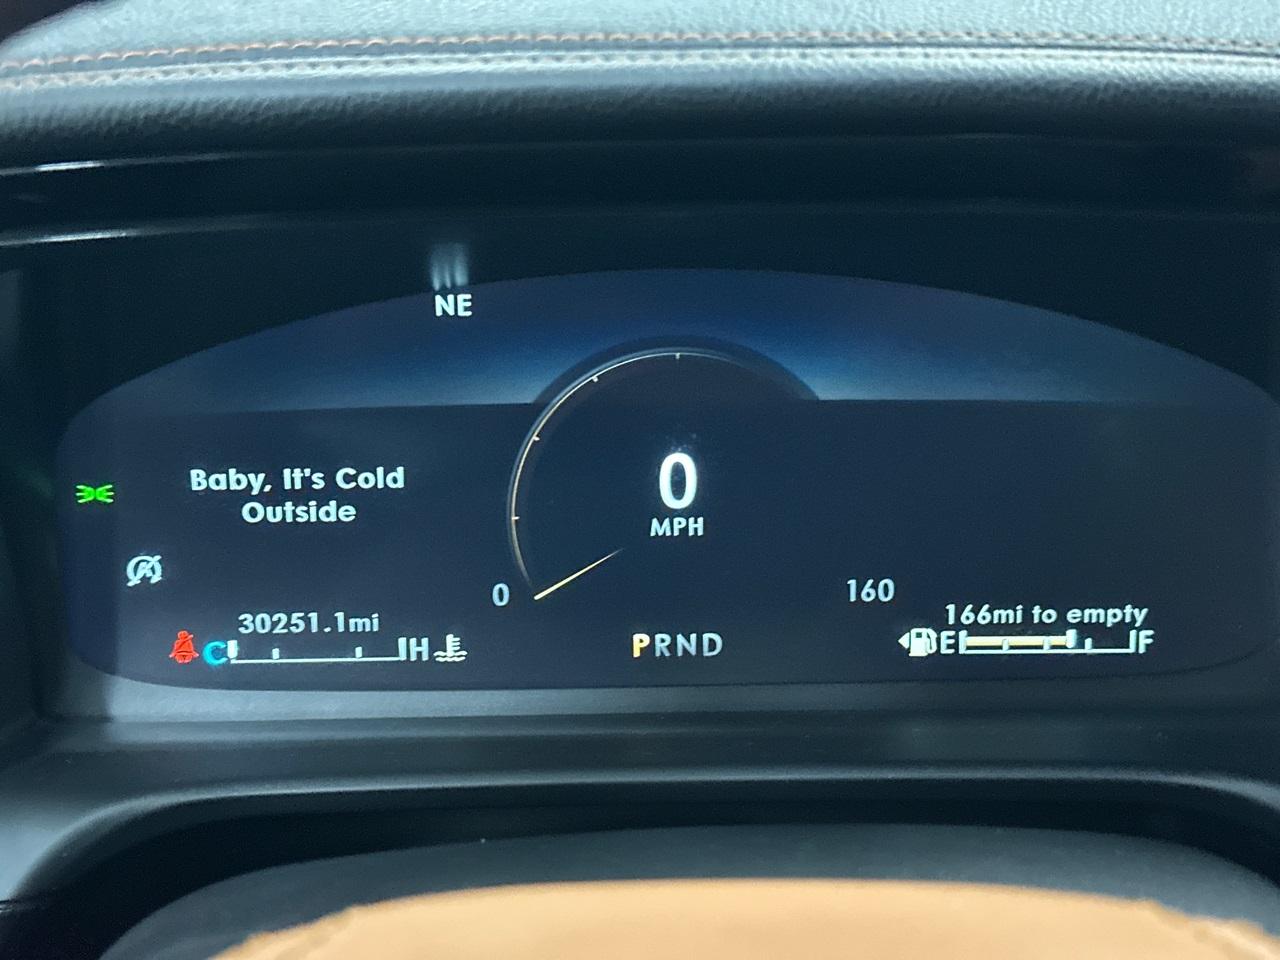 NE
Baby, It's Cold
Outside
0
MPH
0
160
30251.1mi
166mi to empty
C H
PRND
E F